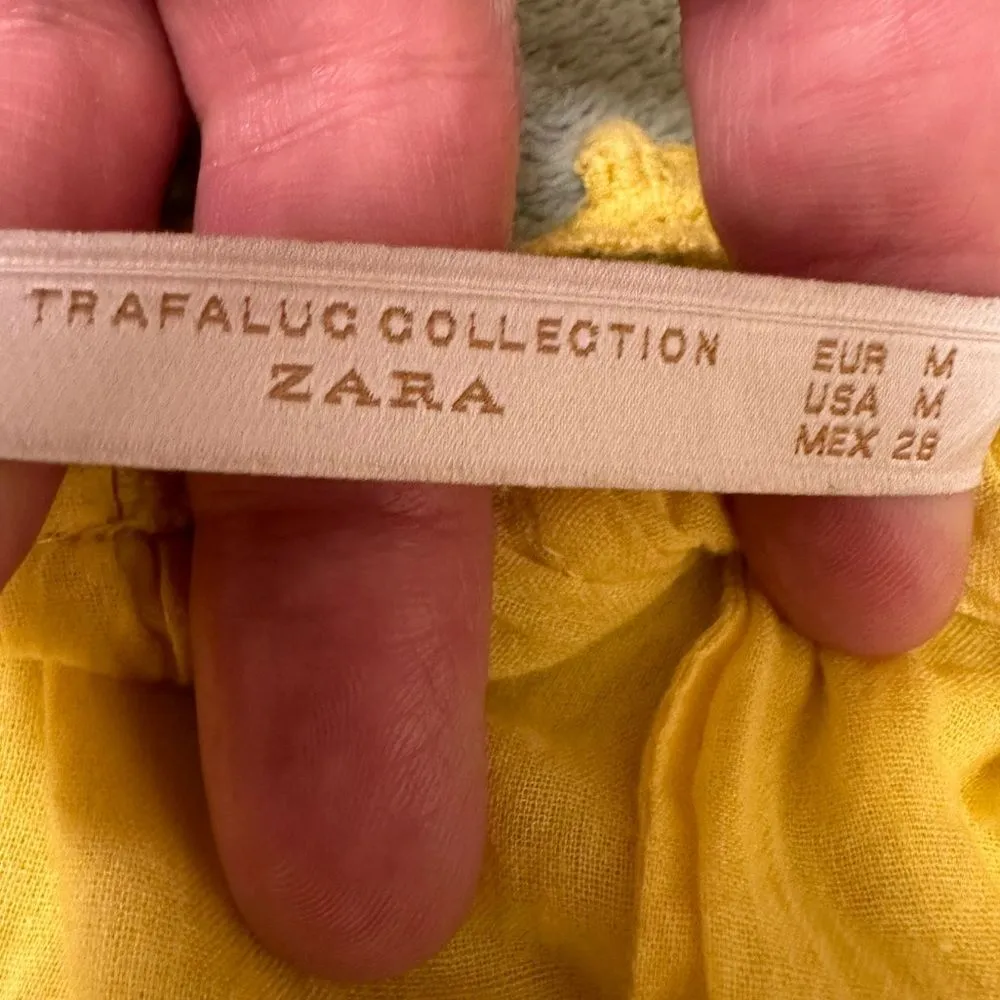 TRAFALUC COLLECTION
ZARA
EUR M
USA M
MEX 28